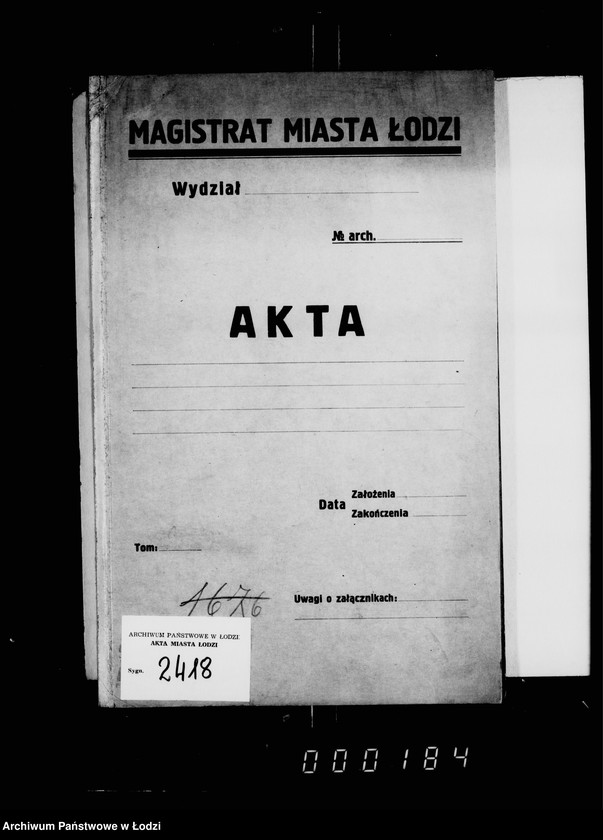 MAGISTRAT MIASTA ŁODZI
Wydział
№ arch.
AKTA
Data Założenia
Zakończenia
Tom:
1676
Uwagi o załącznikach:
ARCHIWUM PAŃSTWOWE W ŁODZI
AKTA MIASTA ŁODZI
Sygn. 2418
000184
Archiwum Państwowe w Łodzi